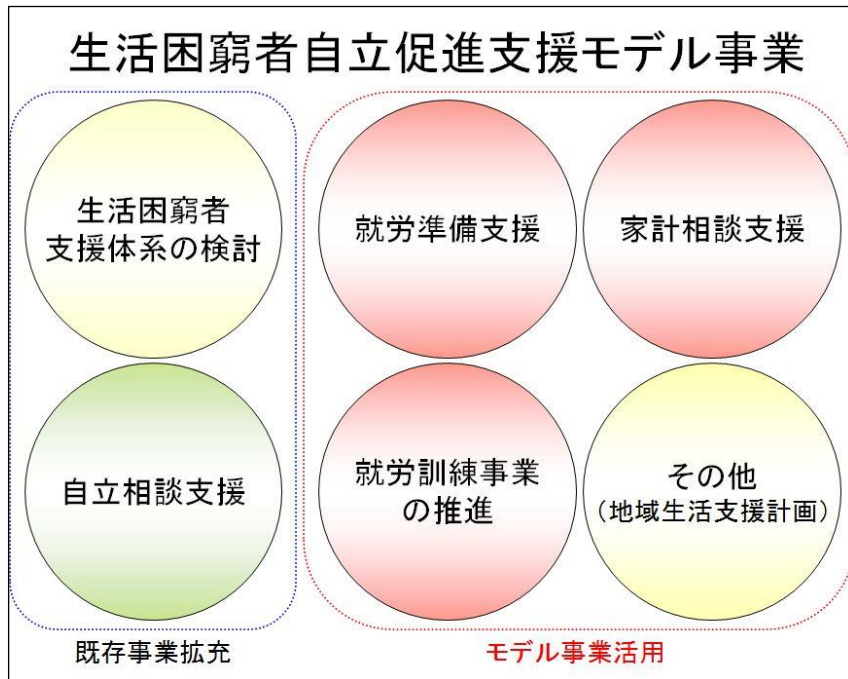 生活困窮者自立促進支援モデル事業
生活困窮者
支援体系の検討
就労準備支援
家計相談支援
自立相談支援
就労訓練事業
の推進
その他
（地域生活支援計画）
既存事業拡充
モデル事業活用